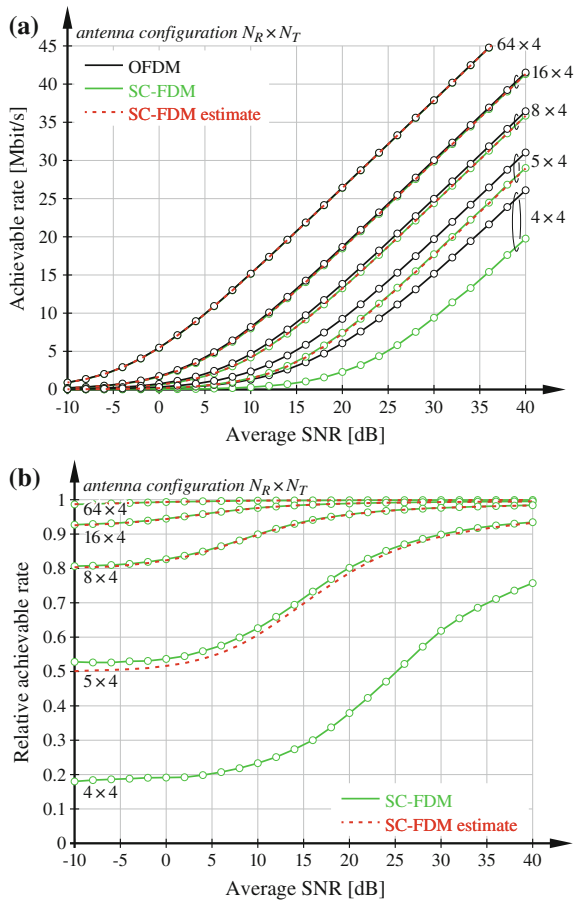 (a)
antenna configuration N_R × N_T
45
40
35
30
25
20
15
10
5
0
Achievable rate [Mbit/s]
OFDM
SC-FDM
SC-FDM estimate
64 × 4
16 × 4
8 × 4
5 × 4
4 × 4
-10 -5 0 5 10 15 20 25 30 35 40
Average SNR [dB]
(b)
antenna configuration N_R × N_T
1
0.9
0.8
0.7
0.6
0.5
0.4
0.3
0.2
0.1
0
Relative achievable rate
64 × 4
16 × 4
8 × 4
5 × 4
4 × 4
SC-FDM
SC-FDM estimate
-10 -5 0 5 10 15 20 25 30 35 40
Average SNR [dB]